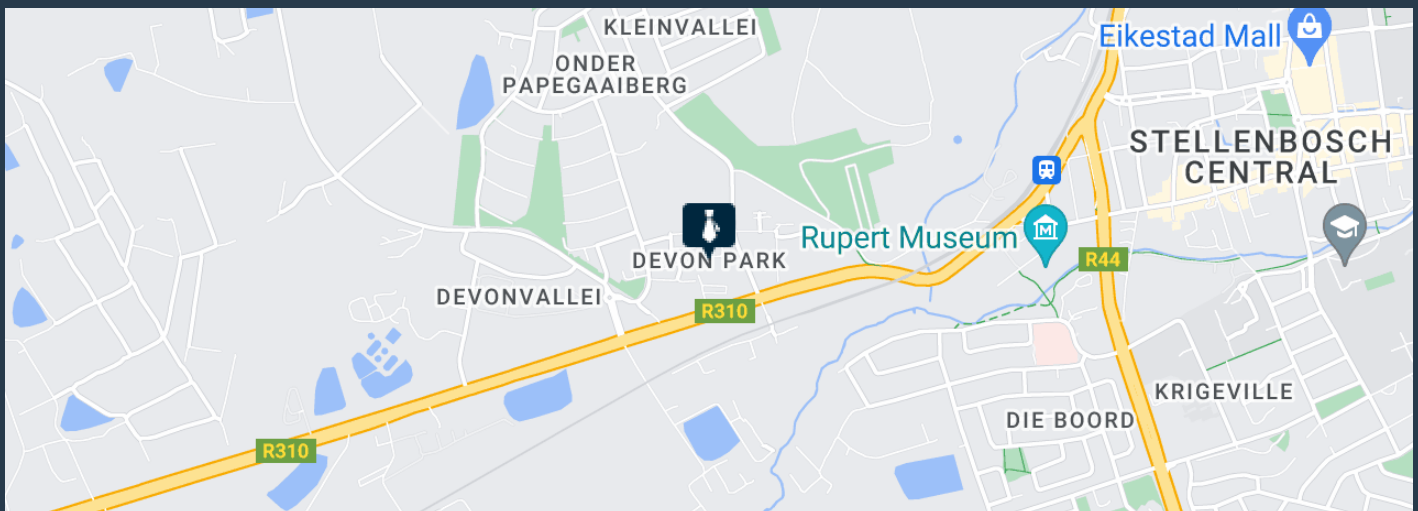 KLEINVALLEI
Eikestad Mall
ONDER
PAPEGAAIBERG
STELLENBOSCH
CENTRAL
Rupert Museum
M
DEVON PARK
R44
DEVONVALLEI
R310
KRIGEVILLE
DIE BOORD
R310